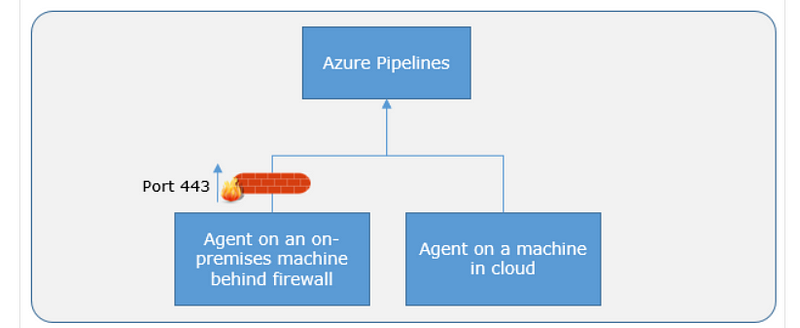 Azure Pipelines
Port 443
Agent on an on-
premises machine
behind firewall
Agent on a machine
in cloud